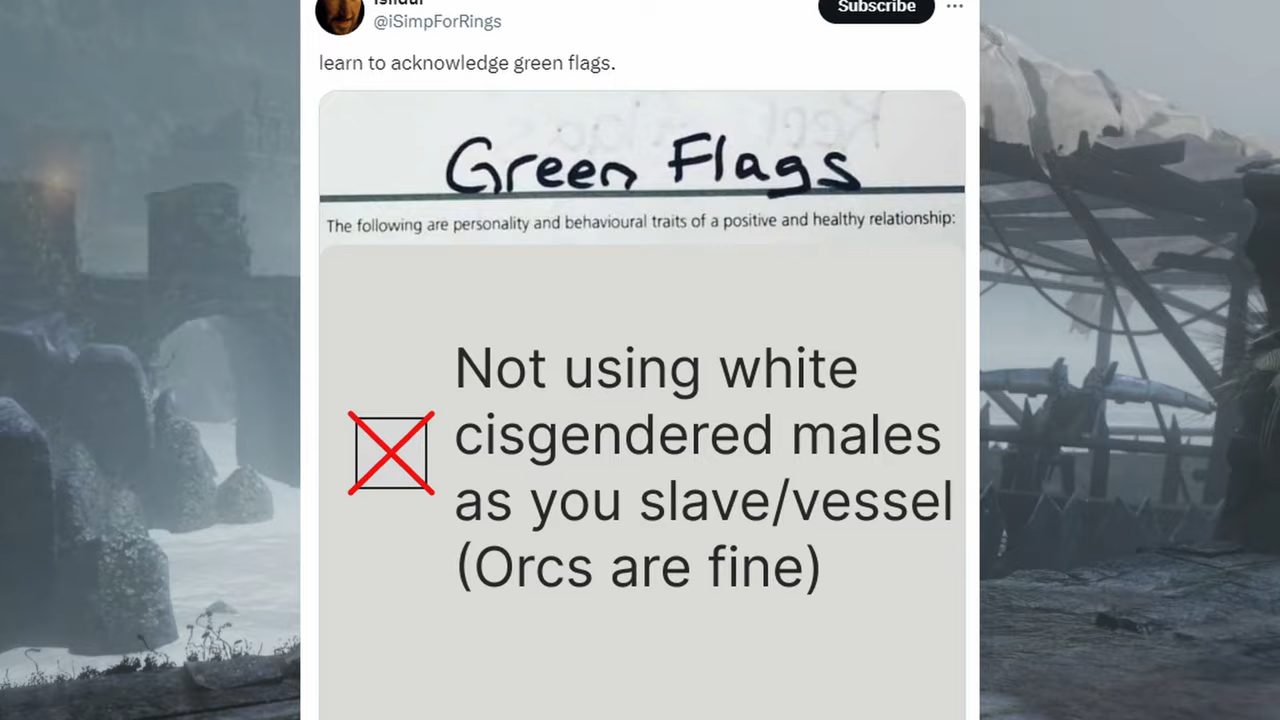 Isildur
Subscribe
@iSimpForRings
learn to acknowledge green flags.
Green Flags
The following are personality and behavioural traits of a positive and healthy relationship:
Not using white
cisgendered males
as you slave/vessel
(Orcs are fine)